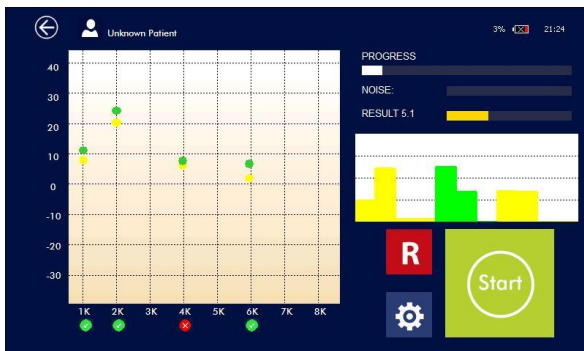 Unknown Patient
3%
21:24
40
30
20
10
0
-10
-20
-30
1K 2K 3K 4K 5K 6K 7K 8K
PROGRESS
NOISE:
RESULT 5.1
R
Start